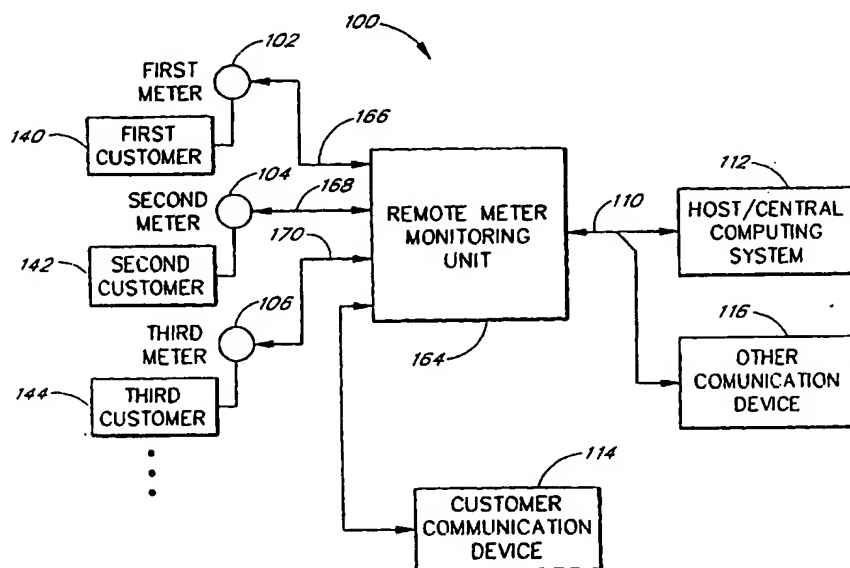 100
102
FIRST
METER
140
FIRST
CUSTOMER
166
104
SECOND
METER
168
142
SECOND
CUSTOMER
170
106
THIRD
METER
144
THIRD
CUSTOMER
REMOTE METER
MONITORING
UNIT
164
110
112
HOST/CENTRAL
COMPUTING
SYSTEM
116
OTHER
COMUNICATION
DEVICE
114
CUSTOMER
COMMUNICATION
DEVICE